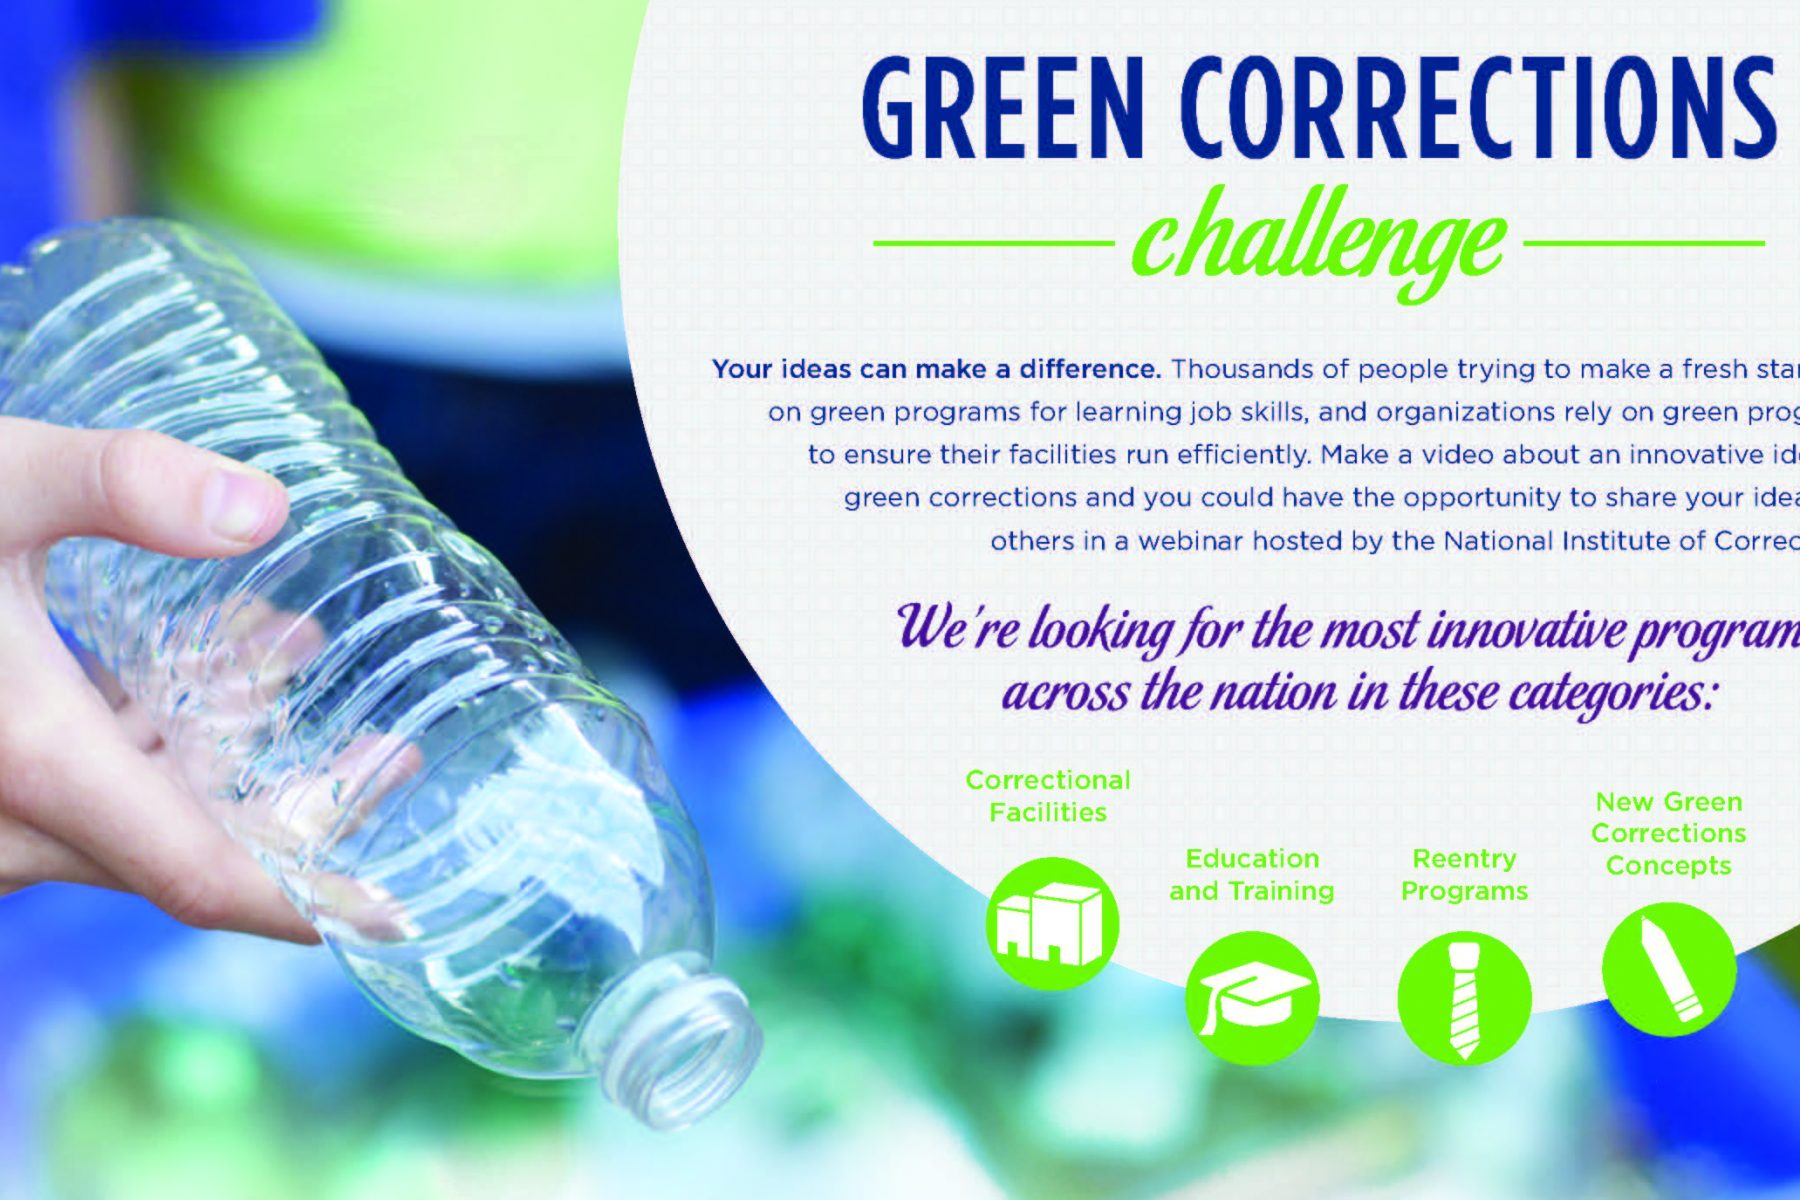 GREEN CORRECTIONS
challenge
Your ideas can make a difference. Thousands of people trying to make a fresh
on green programs for learning job skills, and organizations rely on green
to ensure their facilities run efficiently. Make a video about an innovative
green corrections and you could have the opportunity to share your
others in a webinar hosted by the National Institute of
We're looking for the most innovative
across the nation in these categories:
Correctional
Facilities
Education
and Training
Reentry
Programs
New Green
Corrections
Concepts